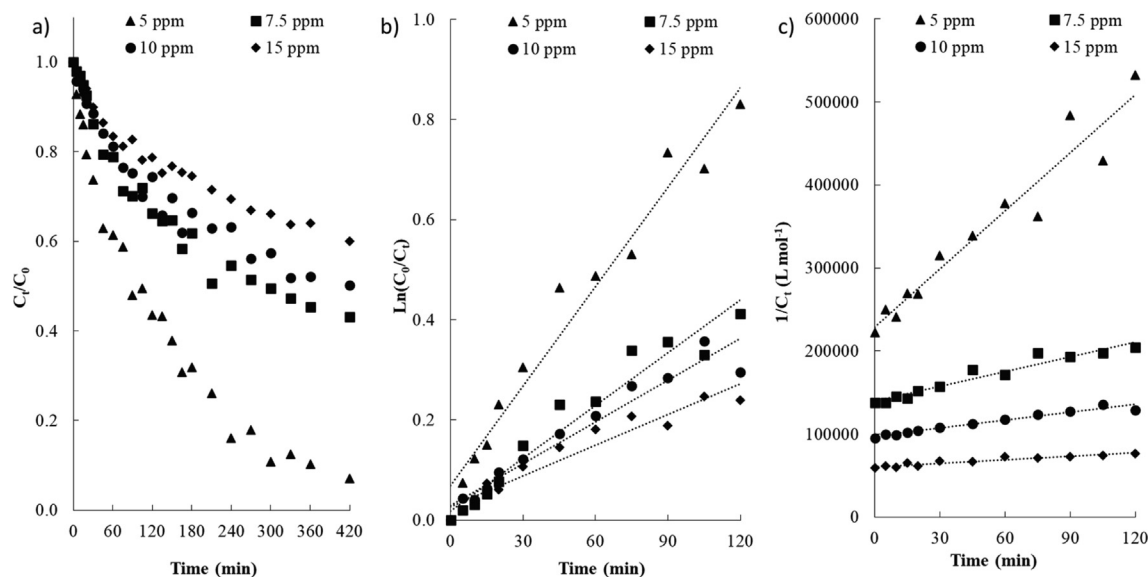 a)
5 ppm
7.5 ppm
10 ppm
15 ppm
1.0
0.8
0.6
0.4
0.2
0.0
Ct/C0
0 60 120 180 240 300 360 420
Time (min)
b)
5 ppm
7.5 ppm
10 ppm
15 ppm
1.0
0.8
0.6
0.4
0.2
0.0
Ln(C0/Ct)
0 30 60 90 120
Time (min)
c)
5 ppm
7.5 ppm
10 ppm
15 ppm
600000
500000
400000
300000
200000
100000
0
1/Ct (L mol-1)
0 30 60 90 120
Time (min)